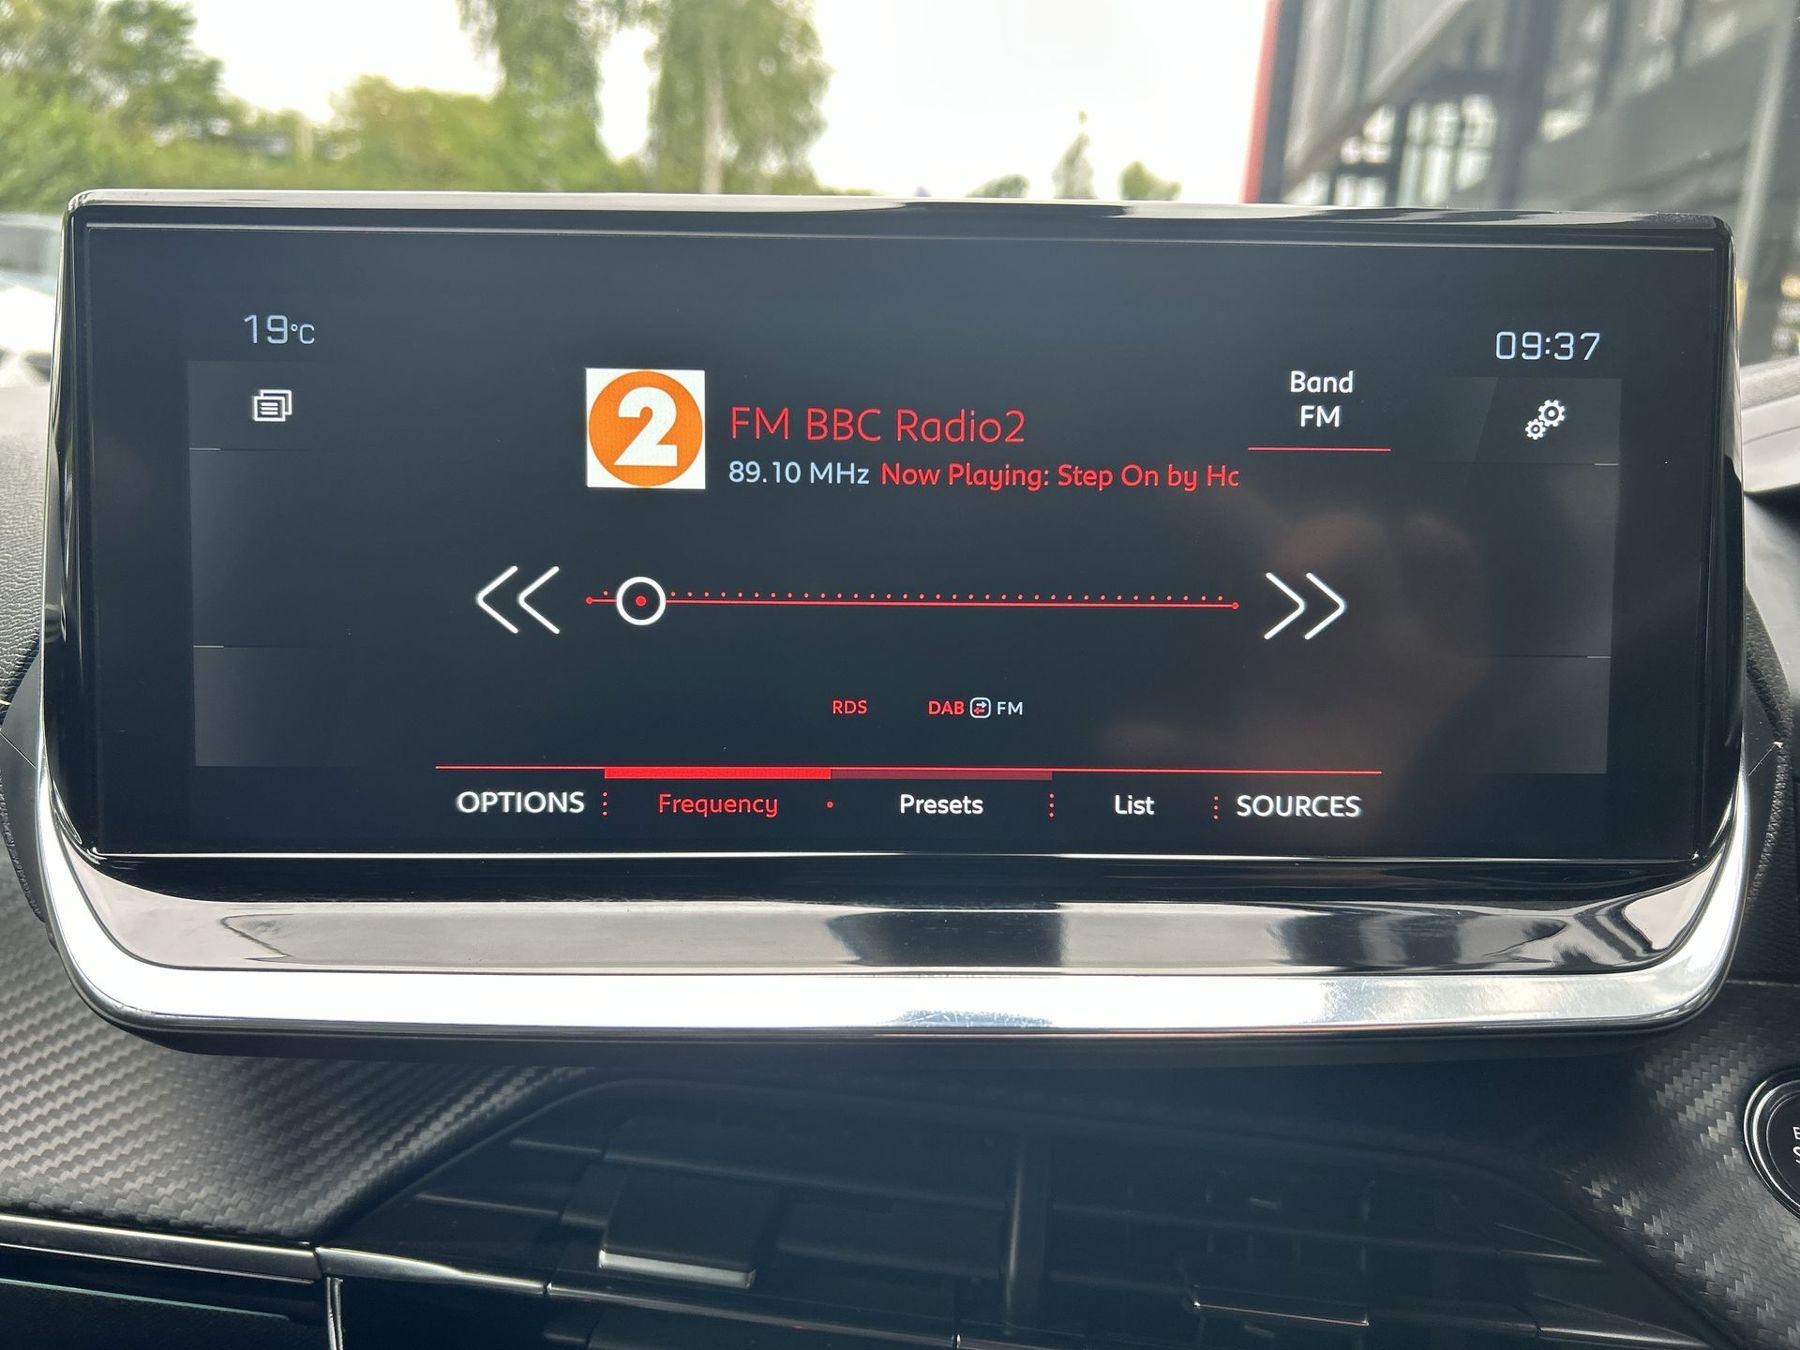 19°C
09:37
Band
FM
2
FM BBC Radio2
89.10 MHz Now Playing: Step On by Hc
RDS DAB FM
OPTIONS Frequency Presets List SOURCES